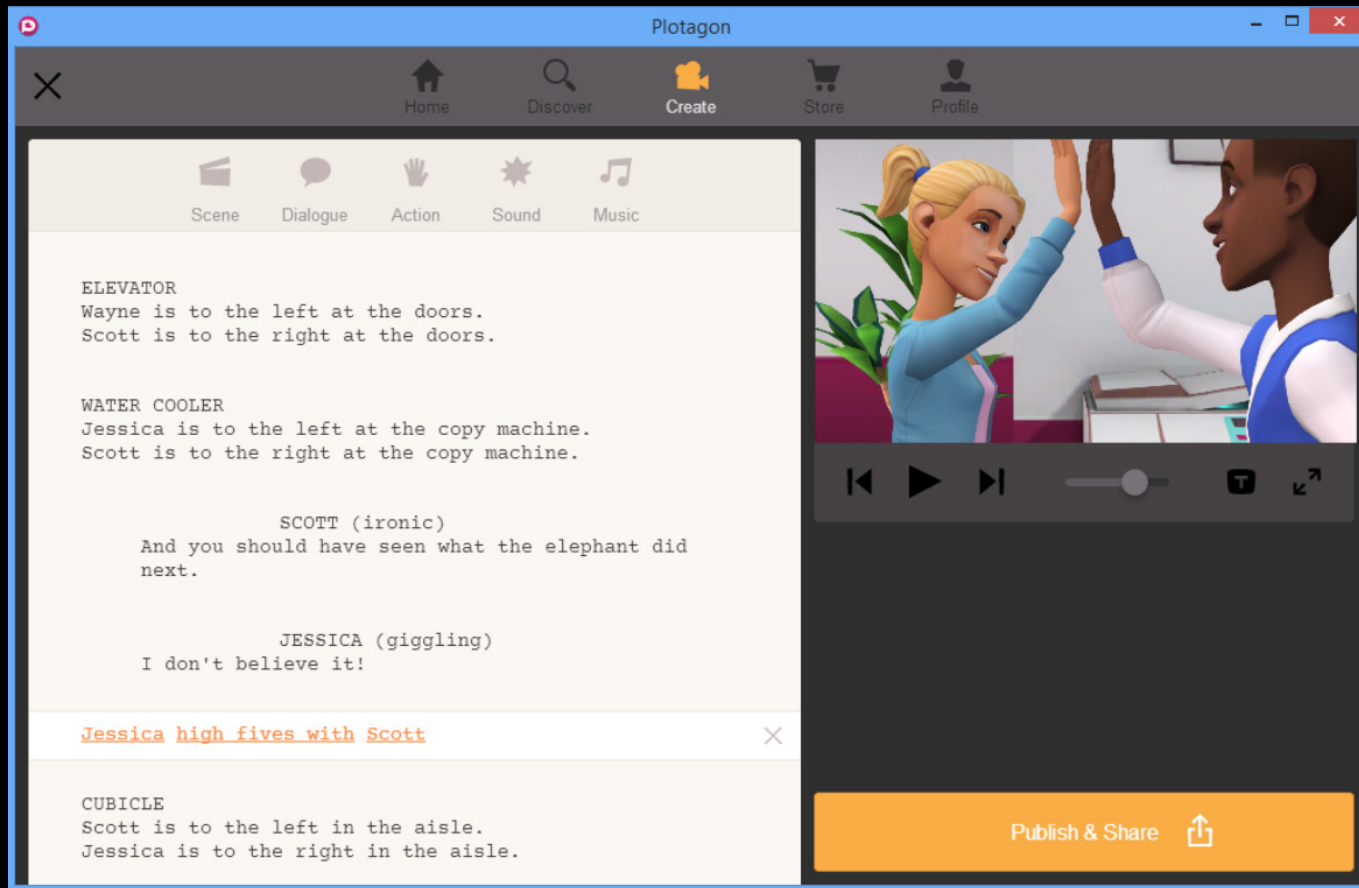 Plotagon
Home Discover Create Store Profile
Scene Dialogue Action Sound Music
ELEVATOR
Wayne is to the left at the doors.
Scott is to the right at the doors.
WATER COOLER
Jessica is to the left at the copy machine.
Scott is to the right at the copy machine.
SCOTT (ironic)
And you should have seen what the elephant did
next.
JESSICA (giggling)
I don't believe it!
Jessica high fives with Scott
CUBICLE
Scott is to the left in the aisle.
Jessica is to the right in the aisle.
T
Publish & Share